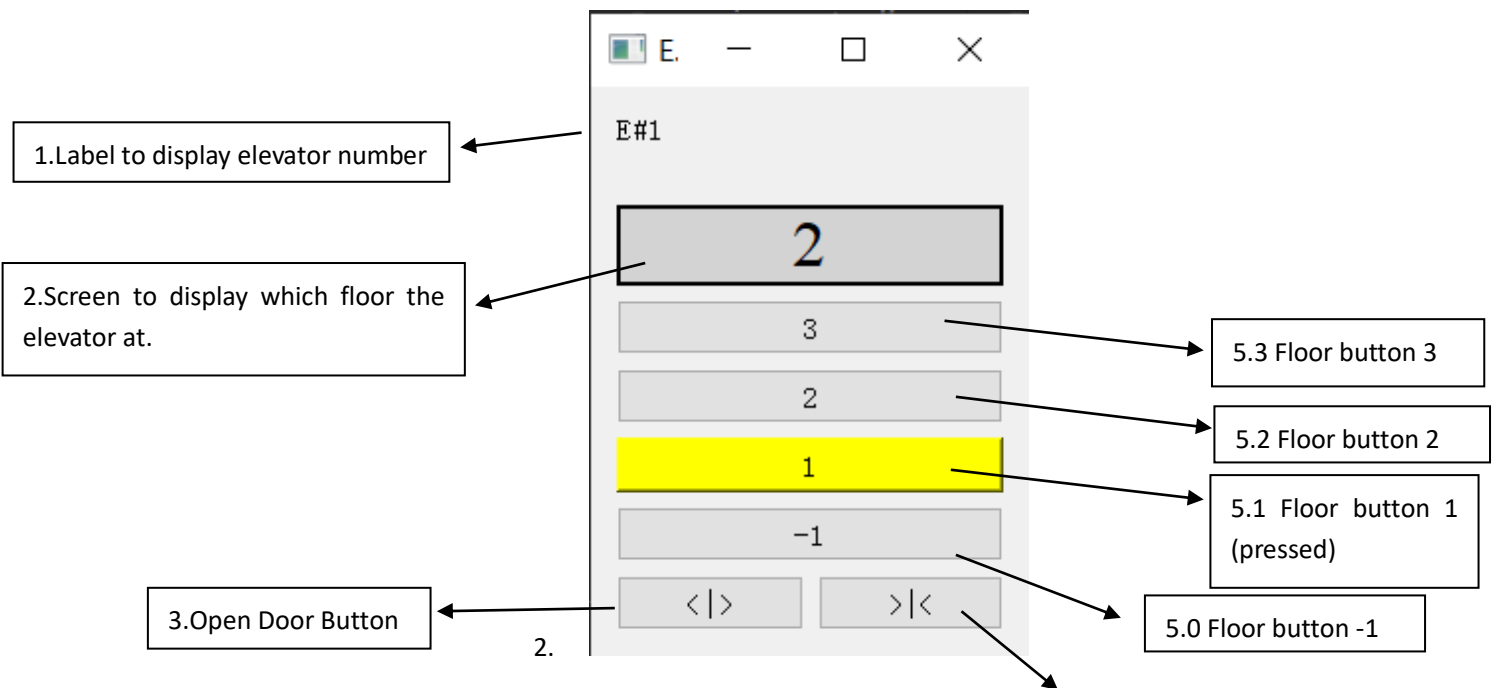 E.
E#1
1.Label to display elevator number
2
2.Screen to display which floor the
elevator at.
3
5.3 Floor button 3
2
5.2 Floor button 2
1
5.1 Floor button 1
(pressed)
-1
<|>
>|<
3.Open Door Button
5.0 Floor button -1
2.